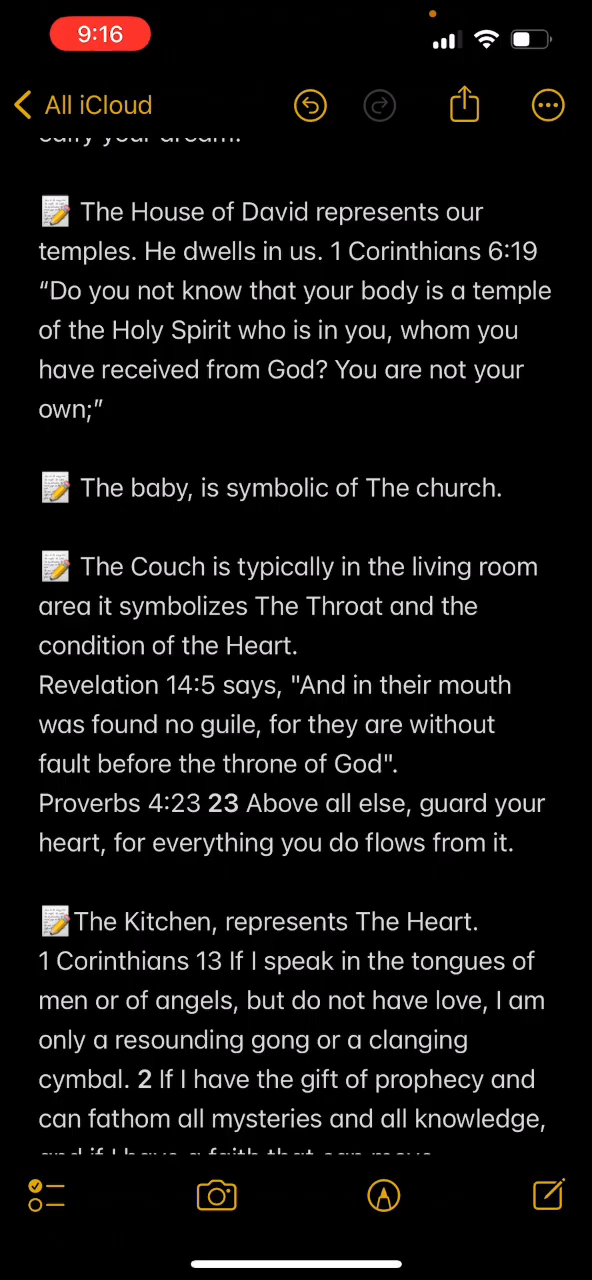 9:16
All iCloud
The House of David represents our
temples. He dwells in us. 1 Corinthians 6:19
“Do you not know that your body is a temple
of the Holy Spirit who is in you, whom you
have received from God? You are not your
own;”
The baby, is symbolic of The church.
The Couch is typically in the living room
area it symbolizes The Throat and the
condition of the Heart.
Revelation 14:5 says, "And in their mouth
was found no guile, for they are without
fault before the throne of God".
Proverbs 4:23 23 Above all else, guard your
heart, for everything you do flows from it.
The Kitchen, represents The Heart.
1 Corinthians 13 If I speak in the tongues of
men or of angels, but do not have love, I am
only a resounding gong or a clanging
cymbal. 2 If I have the gift of prophecy and
can fathom all mysteries and all knowledge,